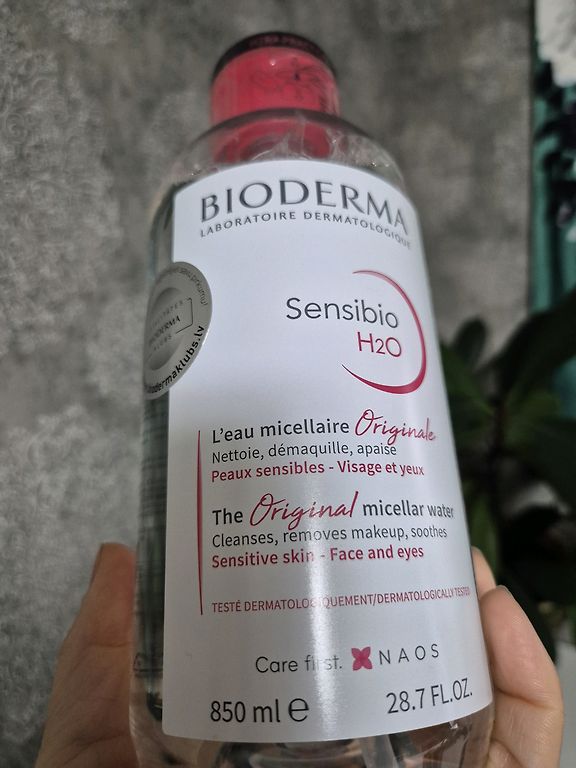 BIODERMA
LABORATOIRE DERMATOLOGIQUE
BIODERMA
Sensibio
H2O
L'eau micellaire Originale
Nettoie, démaquille, apaise
Peaux sensibles - Visage et yeux
The Original micellar water
Cleanses, removes makeup, soothes
Sensitive skin - Face and eyes
TESTÉ DERMATOLOGIQUEMENT/DERMATOLOGICALLY TESTED
Care first. NAOS
850 ml e 28.7 FL.OZ.